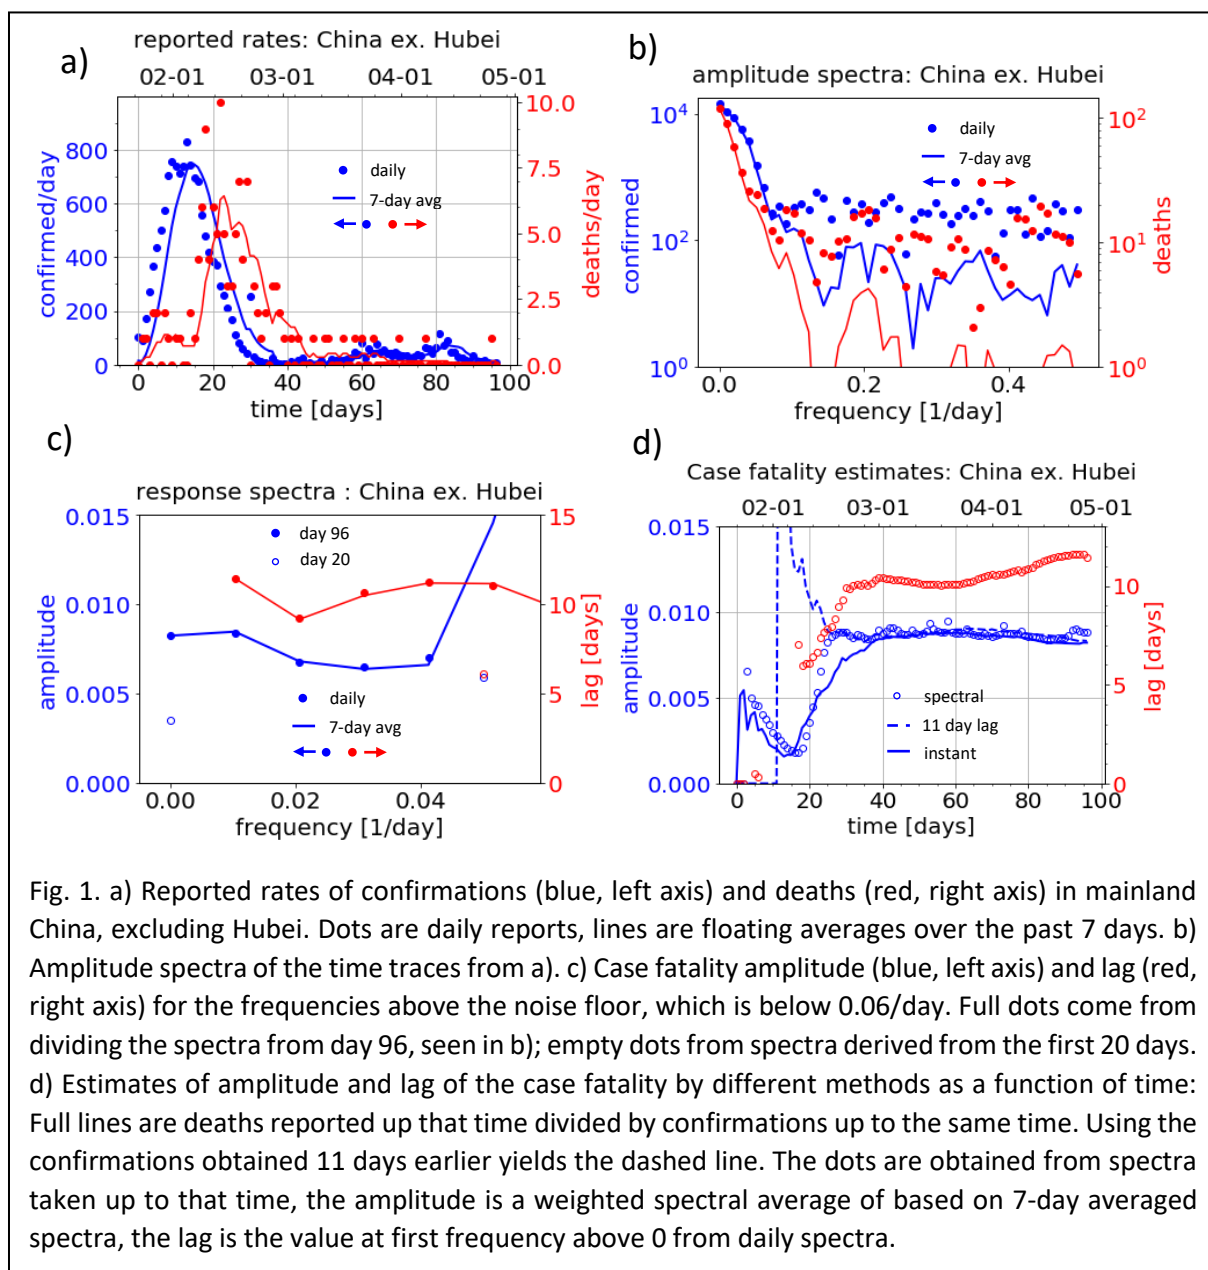 a)
reported rates: China ex. Hubei
02-01 03-01 04-01 05-01
confirmed/day
800
600
400
200
0
10.0
7.5
5.0
2.5
0.0
deaths/day
daily
7-day avg
0 20 40 60 80 100
time [days]
b)
amplitude spectra: China ex. Hubei
confirmed
10⁴
10²
10⁰
10²
10¹
10⁰
deaths
daily
7-day avg
0.0 0.2 0.4
frequency [1/day]
c)
response spectra : China ex. Hubei
amplitude
0.015
0.010
0.005
0.000
15
10
5
0
lag [days]
day 96
day 20
daily
7-day avg
0.00 0.02 0.04
frequency [1/day]
d)
Case fatality estimates: China ex. Hubei
02-01 03-01 04-01 05-01
amplitude
0.015
0.010
0.005
0.000
10
5
0
lag [days]
spectral
11 day lag
instant
0 20 40 60 80 100
time [days]
Fig. 1. a) Reported rates of confirmations (blue, left axis) and deaths (red, right axis) in mainland
China, excluding Hubei. Dots are daily reports, lines are floating averages over the past 7 days. b)
Amplitude spectra of the time traces from a). c) Case fatality amplitude (blue, left axis) and lag (red,
right axis) for the frequencies above the noise floor, which is below 0.06/day. Full dots come from
dividing the spectra from day 96, seen in b); empty dots from spectra derived from the first 20 days.
d) Estimates of amplitude and lag of the case fatality by different methods as a function of time:
Full lines are deaths reported up that time divided by confirmations up to the same time. Using the
confirmations obtained 11 days earlier yields the dashed line. The dots are obtained from spectra
taken up to that time, the amplitude is a weighted spectral average of based on 7-day averaged
spectra, the lag is the value at first frequency above 0 from daily spectra.